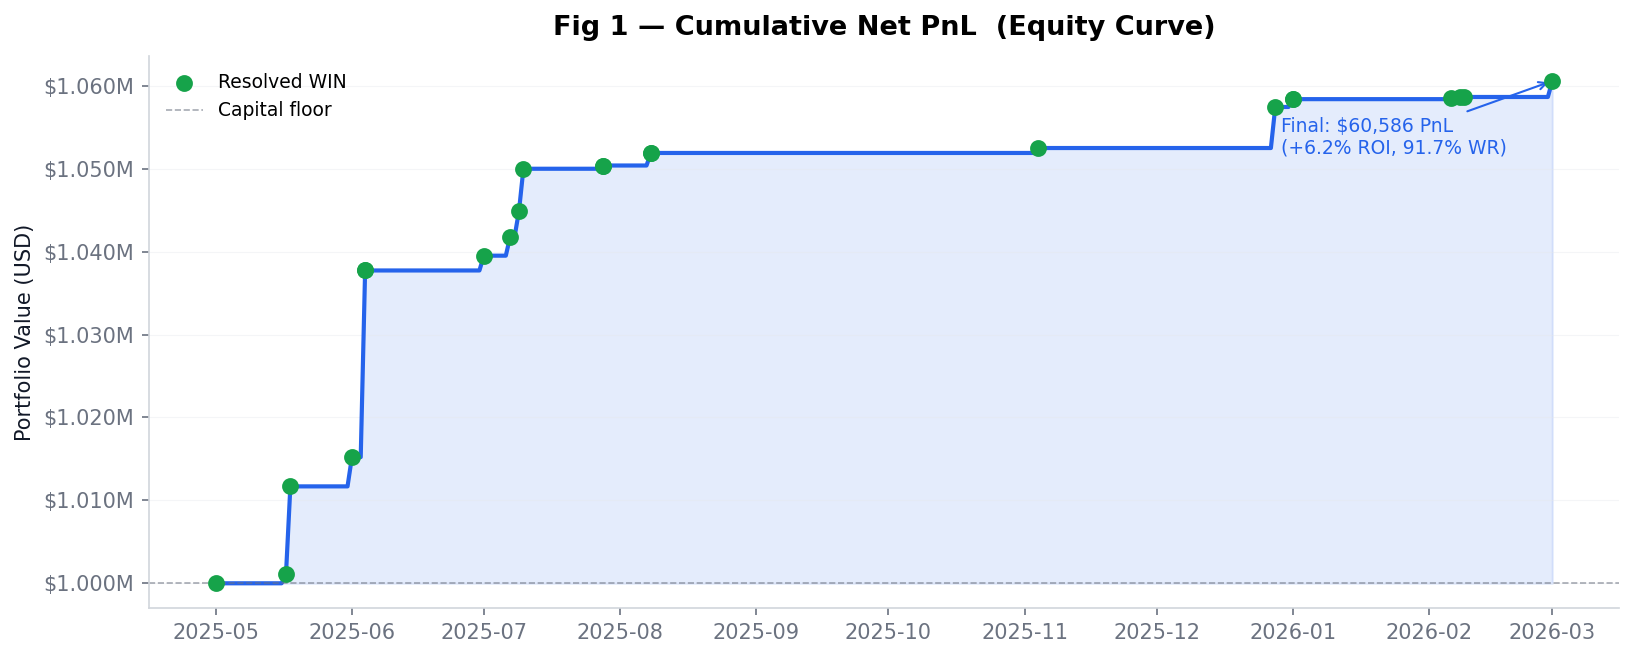 Fig 1 — Cumulative Net PnL  (Equity Curve)
Resolved WIN
Capital floor
Portfolio Value (USD)
$1.060M
$1.050M
$1.040M
$1.030M
$1.020M
$1.010M
$1.000M
Final: $60,586 PnL
(+6.2% ROI, 91.7% WR)
2025-05
2025-06
2025-07
2025-08
2025-09
2025-10
2025-11
2025-12
2026-01
2026-02
2026-03